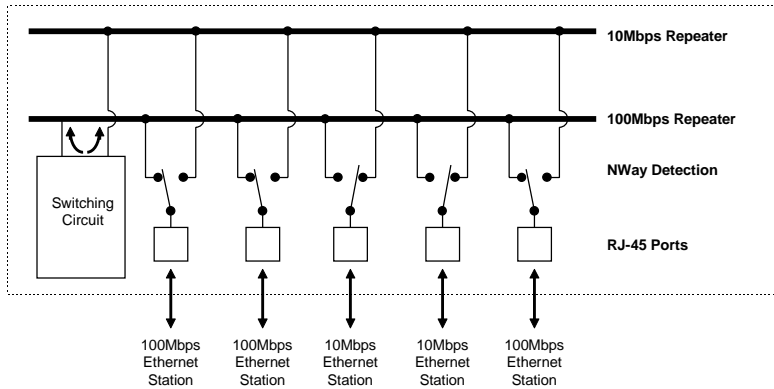 10Mbps Repeater
100Mbps Repeater
NWay Detection
Switching
Circuit
RJ-45 Ports
100Mbps
Ethernet
Station
100Mbps
Ethernet
Station
10Mbps
Ethernet
Station
10Mbps
Ethernet
Station
100Mbps
Ethernet
Station